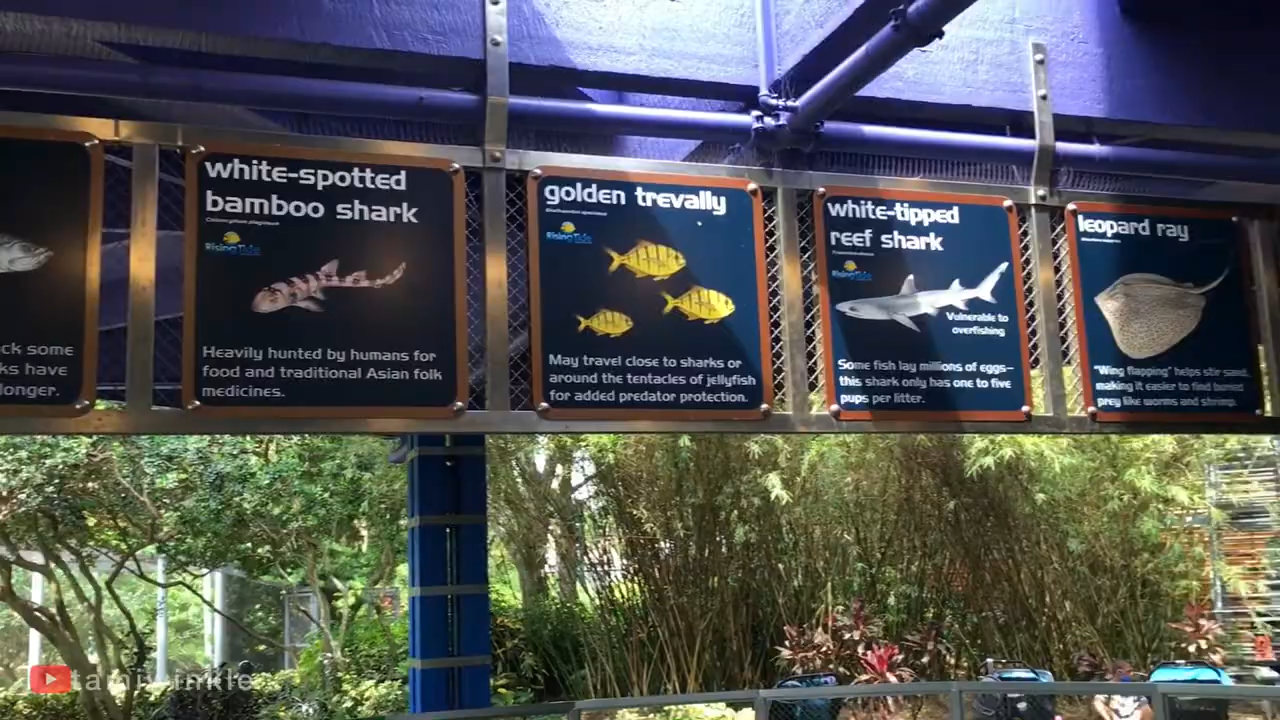 ck some
ks have
longer.
white-spotted
bamboo shark
Rising Tide
Heavily hunted by humans for
food and traditional Asian folk
medicines.
golden trevally
Rising Tide
May travel close to sharks or
around the tentacles of jellyfish
for added predator protection.
white-tipped
reef shark
Rising Tide
Vulnerable to
overfishing
Some fish lay millions of eggs—
this shark only has one to five
pups per litter.
leopard ray
"Wing flapping" helps stir sand,
making it easier to find buried
prey like worms and shrimp.